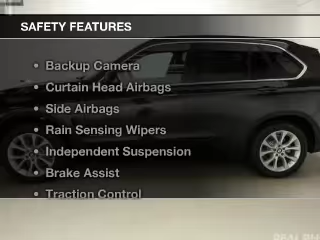 SAFETY FEATURES
• Backup Camera
• Curtain Head Airbags
• Side Airbags
• Rain Sensing Wipers
• Independent Suspension
• Brake Assist
• Traction Control